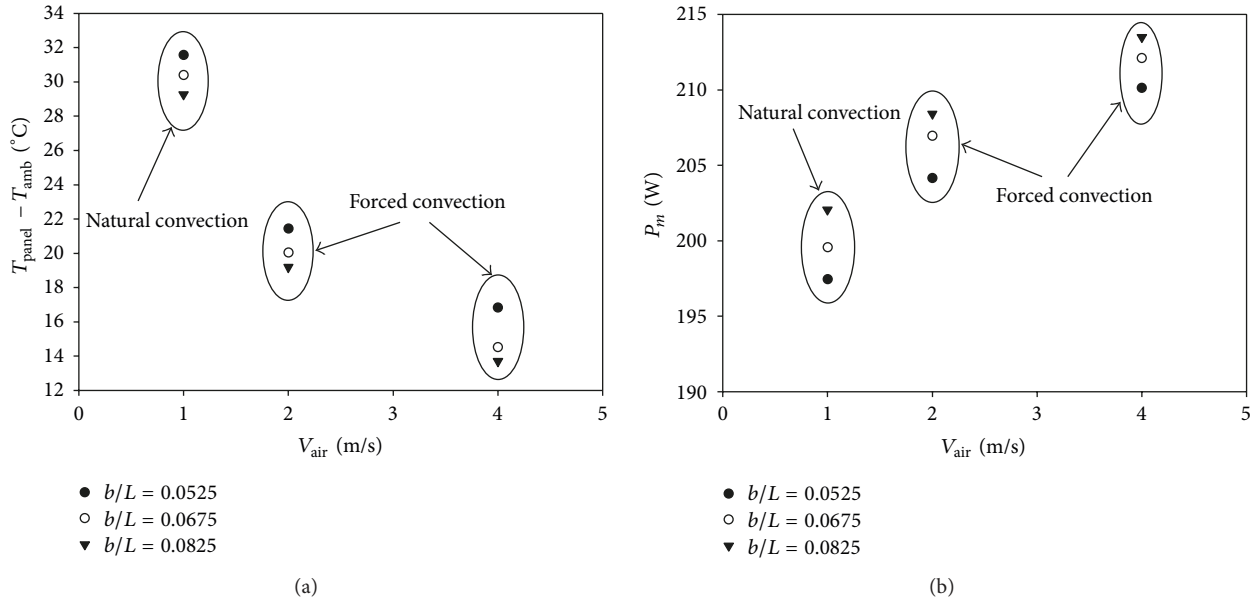 34
32
30
28
26
24
22
20
18
16
14
12
T_panel − T_amb (°C)
Natural convection
Forced convection
0 1 2 3 4 5
V_air (m/s)
b/L = 0.0525
b/L = 0.0675
b/L = 0.0825
(a)
215
210
205
200
195
190
P_m (W)
Natural convection
Forced convection
0 1 2 3 4 5
V_air (m/s)
b/L = 0.0525
b/L = 0.0675
b/L = 0.0825
(b)